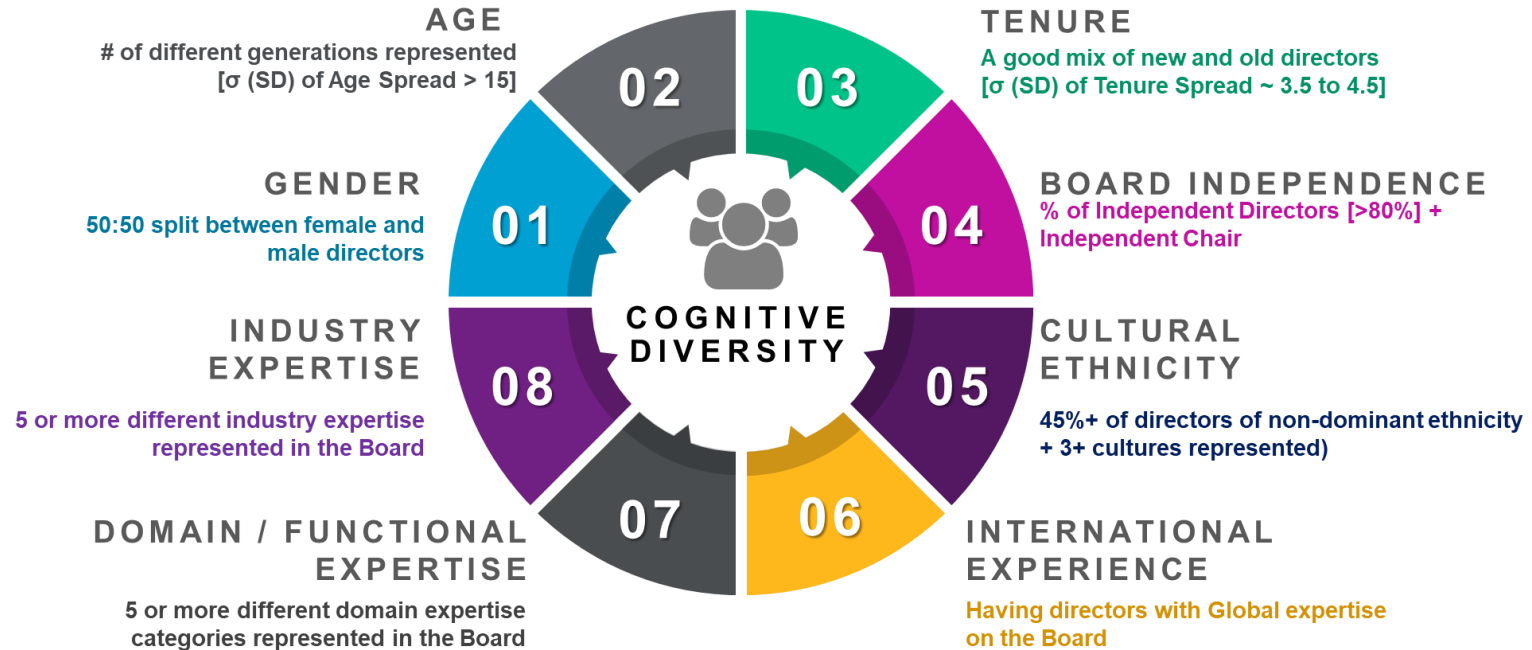 AGE
# of different generations represented
[σ (SD) of Age Spread > 15]
02
TENURE
A good mix of new and old directors
[σ (SD) of Tenure Spread ~ 3.5 to 4.5]
03
GENDER
50:50 split between female and
male directors
01
BOARD INDEPENDENCE
% of Independent Directors [>80%] +
Independent Chair
04
COGNITIVE
DIVERSITY
INDUSTRY
EXPERTISE
5 or more different industry expertise
represented in the Board
08
CULTURAL
ETHNICITY
45%+ of directors of non-dominant ethnicity
+ 3+ cultures represented)
05
DOMAIN / FUNCTIONAL
EXPERTISE
5 or more different domain expertise
categories represented in the Board
07
INTERNATIONAL
EXPERIENCE
Having directors with Global expertise
on the Board
06